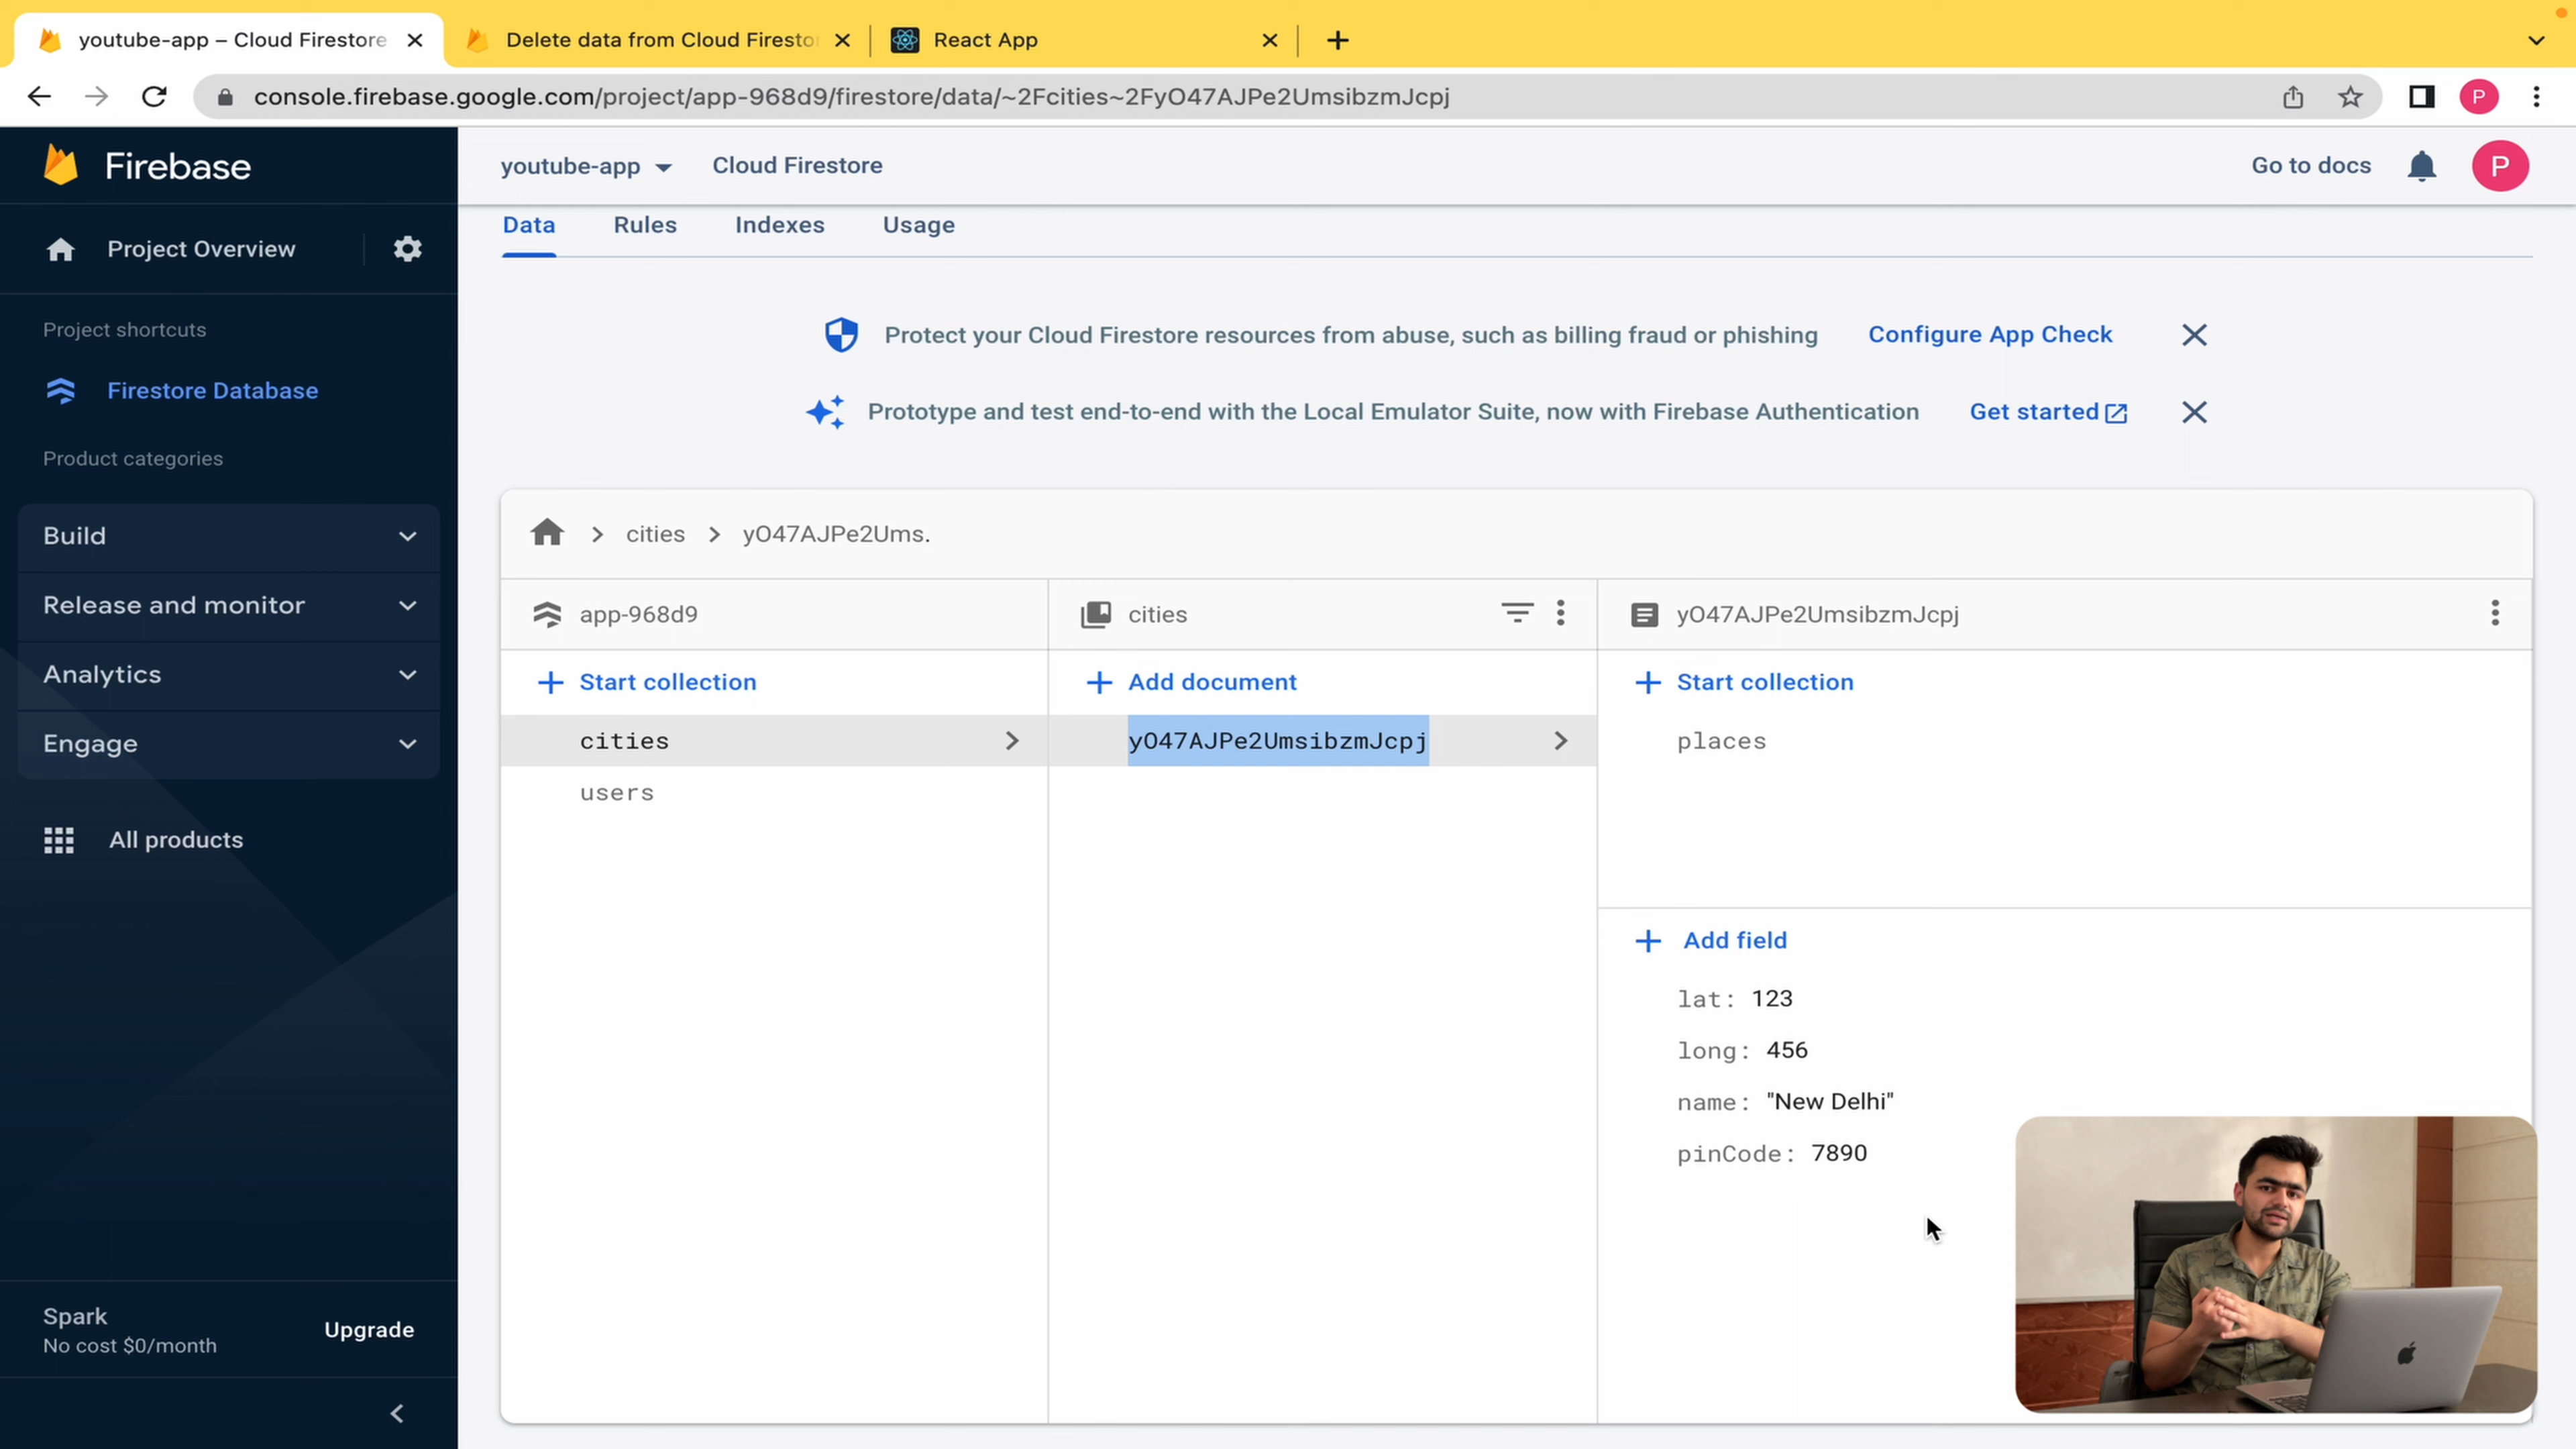 youtube-app – Cloud Firestore
Delete data from Cloud Firesto
React App
console.firebase.google.com/project/app-968d9/firestore/data/~2Fcities~2FyO47AJPe2UmsibzmJcpj
P
Firebase
youtube-app
Cloud Firestore
Go to docs
P
Project Overview
Data
Rules
Indexes
Usage
Project shortcuts
Protect your Cloud Firestore resources from abuse, such as billing fraud or phishing
Configure App Check
Firestore Database
Prototype and test end-to-end with the Local Emulator Suite, now with Firebase Authentication
Get started
Product categories
Build
Release and monitor
Analytics
Engage
All products
cities
yO47AJPe2Ums.
app-968d9
cities
yO47AJPe2UmsibzmJcpj
Start collection
Add document
Start collection
cities
yO47AJPe2UmsibzmJcpj
places
users
Add field
lat: 123
long: 456
name: "New Delhi"
pinCode: 7890
Spark
No cost $0/month
Upgrade